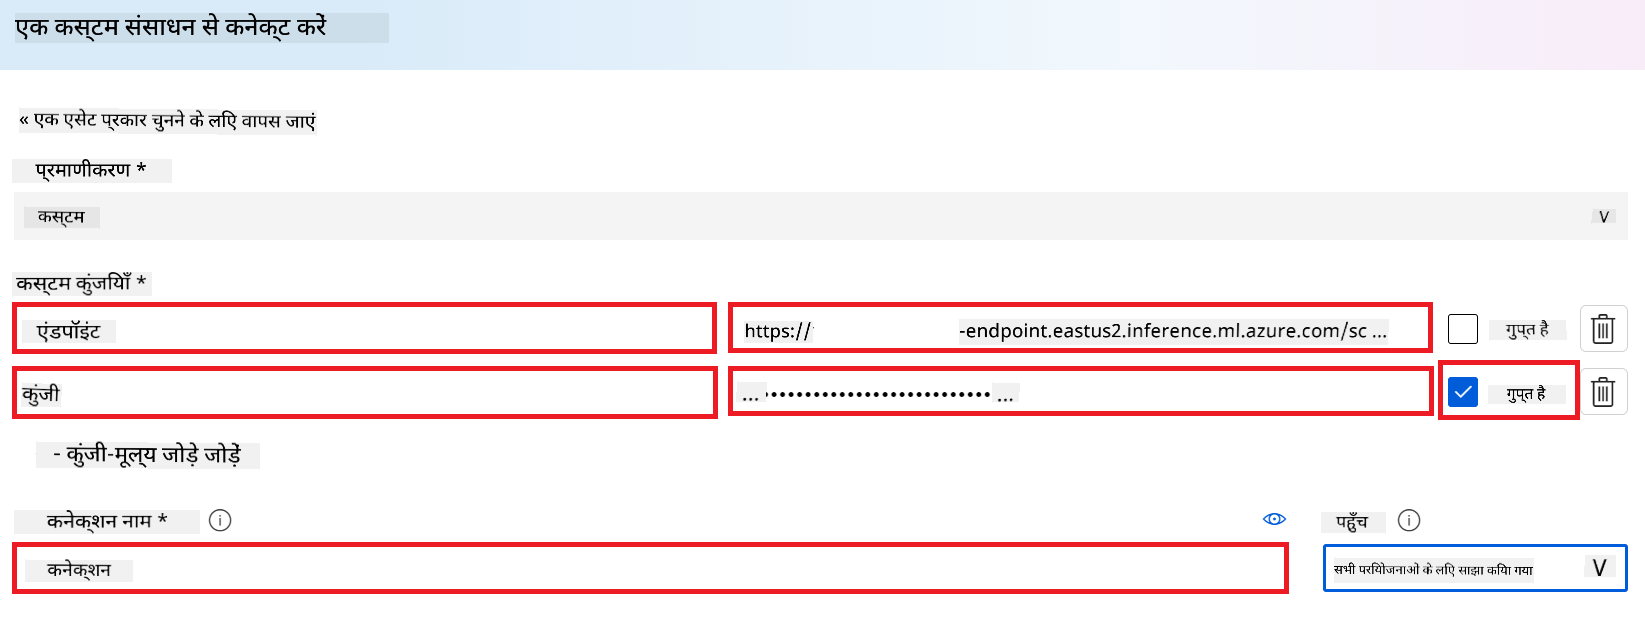 एक कस्टम संसाधन से कनेक्ट करें
« एक एसेट प्रकार चुनने के लिए वापस जाएं
प्रमाणीकरण *
कस्टम V
कस्टम कुंजियाँ *
एंडपॉइंट https:// -endpoint.eastus2.inference.ml.azure.com/sc ... गुप्त है
कुंजी ...•••••••••••••••••••••••••••• ... गुप्त है
- कुंजी-मूल्य जोड़े जोड़ें
कनेक्शन नाम * पहुँच
कनेक्शन सभी परियोजनाओं के लिए साझा किया गया V